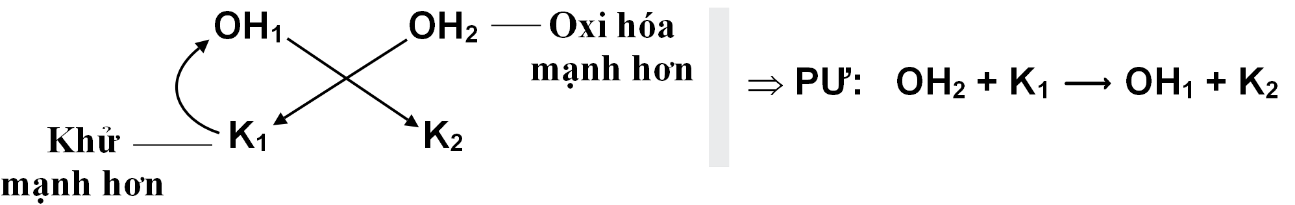 OH₁ OH₂ Oxi hóa
mạnh hơn
⇒ PƯ: OH₂ + K₁ ⟶ OH₁ + K₂
Khử K₁ K₂
mạnh hơn